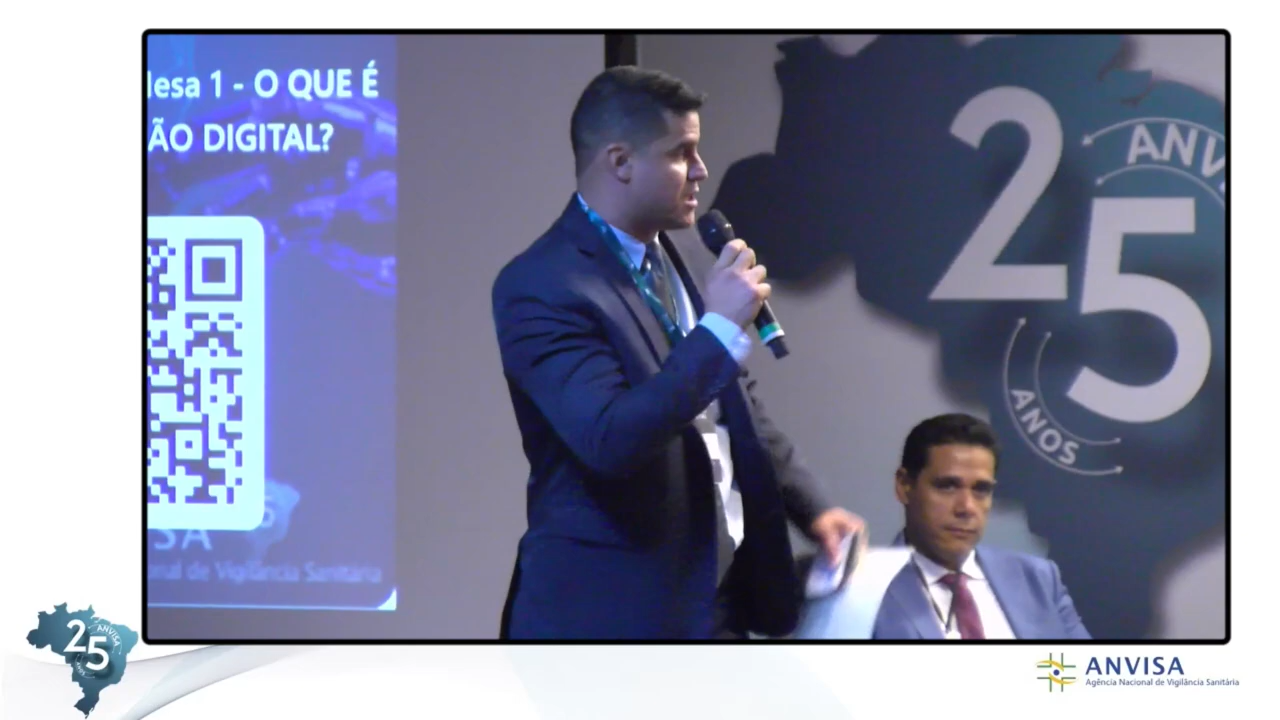 lesa 1 - O QUE É
ÃO DIGITAL?
25
ANV
ANOS
SA
nal de Vigilância Sanitária
25
ANVISA
ANVISA
Agência Nacional de Vigilância Sanitária